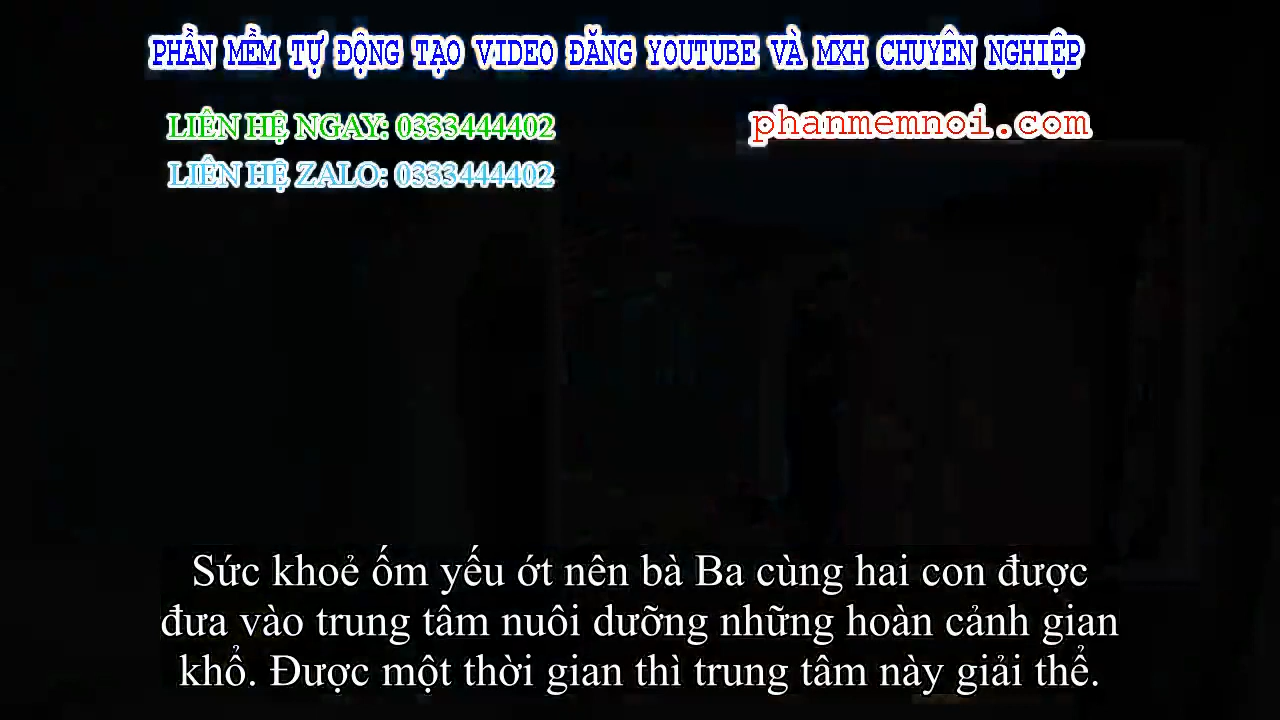 PHẦN MỀM TỰ ĐỘNG TẠO VIDEO ĐĂNG YOUTUBE VÀ MXH CHUYÊN NGHIỆP
LIÊN HỆ NGAY: 0333444402
phanmemnoi.com
LIÊN HỆ ZALO: 0333444402
Sức khoẻ ốm yếu ớt nên bà Ba cùng hai con được
đưa vào trung tâm nuôi dưỡng những hoàn cảnh gian
khổ. Được một thời gian thì trung tâm này giải thể.